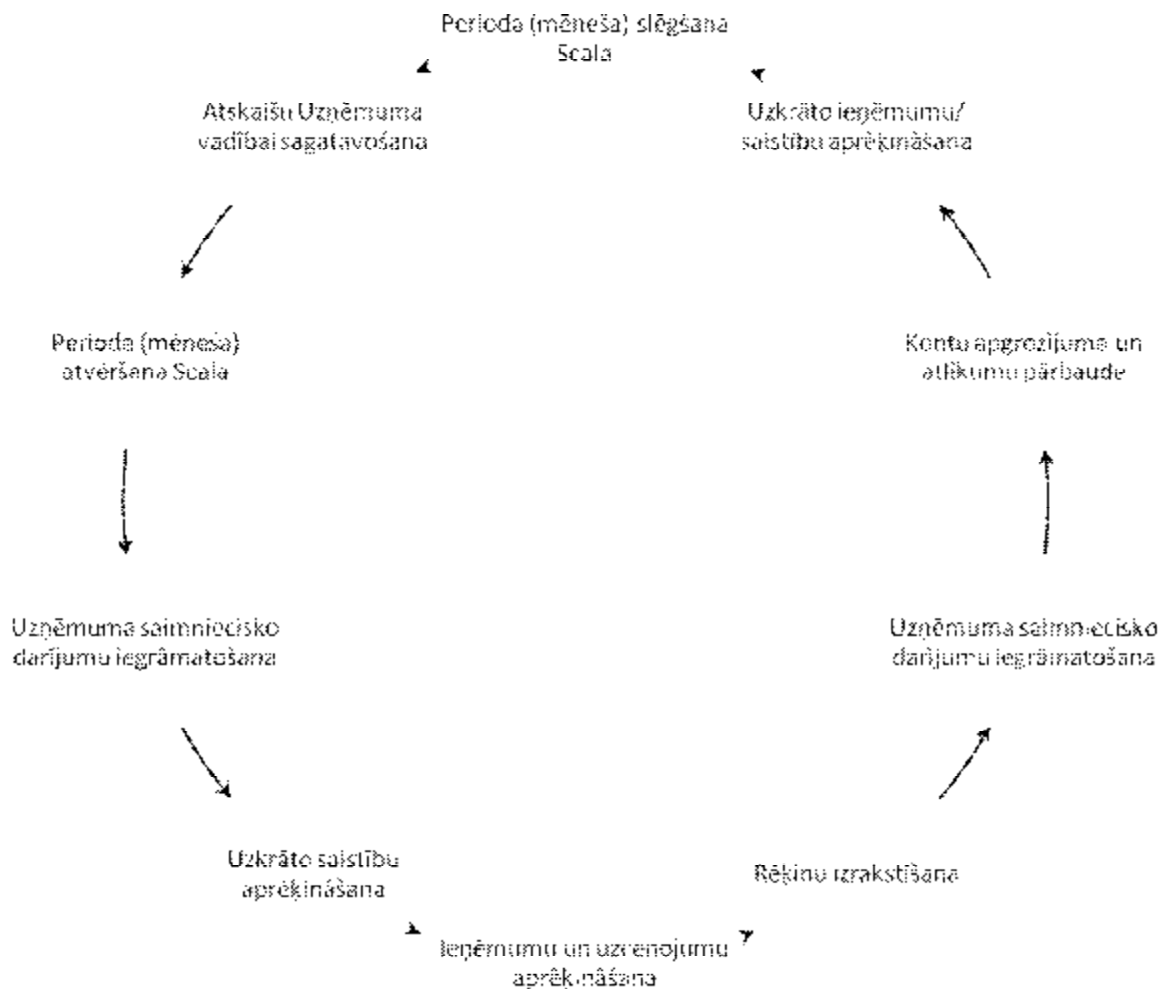 Perioda (mēneša) slēgšana
Scala
Atskaišu Uzņēmuma
vadībai sagatavošana
Uzkrāto ieņēmumu/
saistību aprēķināšana
Perioda (mēneša)
atvēršana Scala
Kontu apgrozījuma un
atlikumu pārbaude
Uzņēmuma saimniecisko
darījumu iegrāmatošana
Uzņēmuma saimniecisko
darījumu iegrāmatošana
Uzkrāto saistību
aprēķināšana
Rēķinu izrakstīšana
Ieņēmumu un uzcenojumu
aprēķināšana